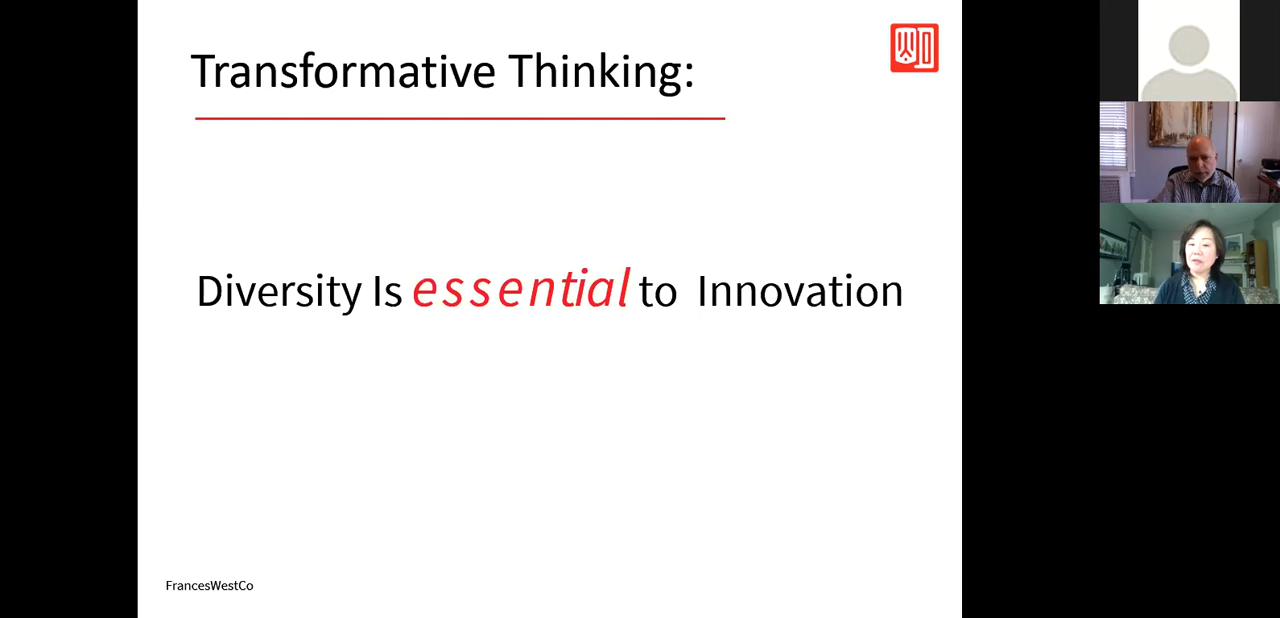 Transformative Thinking:
Diversity Is essential to Innovation
FrancesWestCo